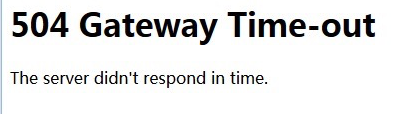 504 Gateway Time-out
The server didn't respond in time.